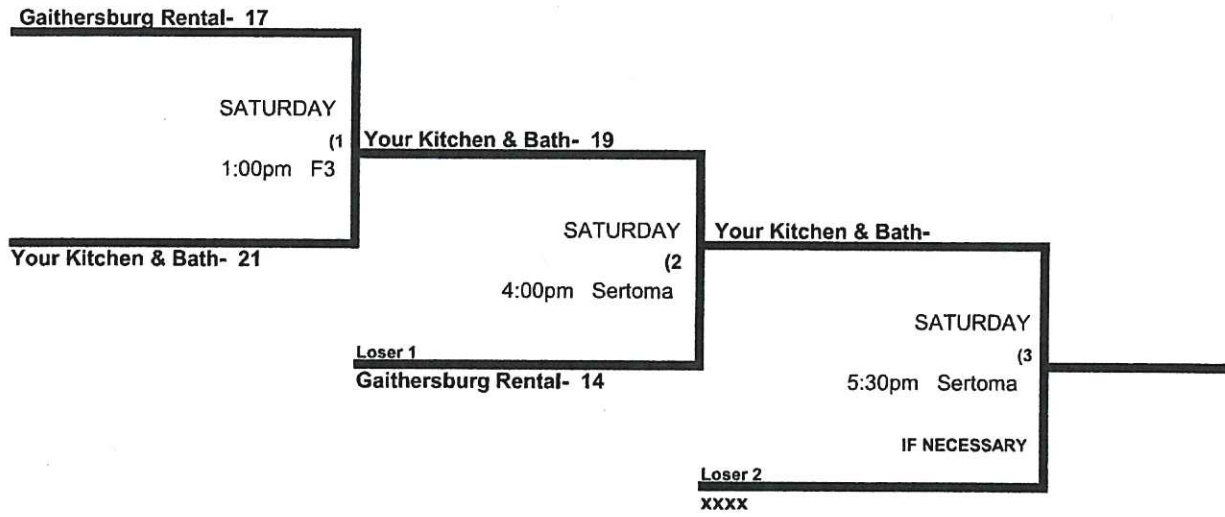 Gaithersburg Rental- 17
SATURDAY
(1
1:00pm F3
Your Kitchen & Bath- 21
Your Kitchen & Bath- 19
SATURDAY
(2
4:00pm Sertoma
Loser 1
Gaithersburg Rental- 14
Your Kitchen & Bath-
SATURDAY
(3
5:30pm Sertoma
IF NECESSARY
Loser 2
xxxx